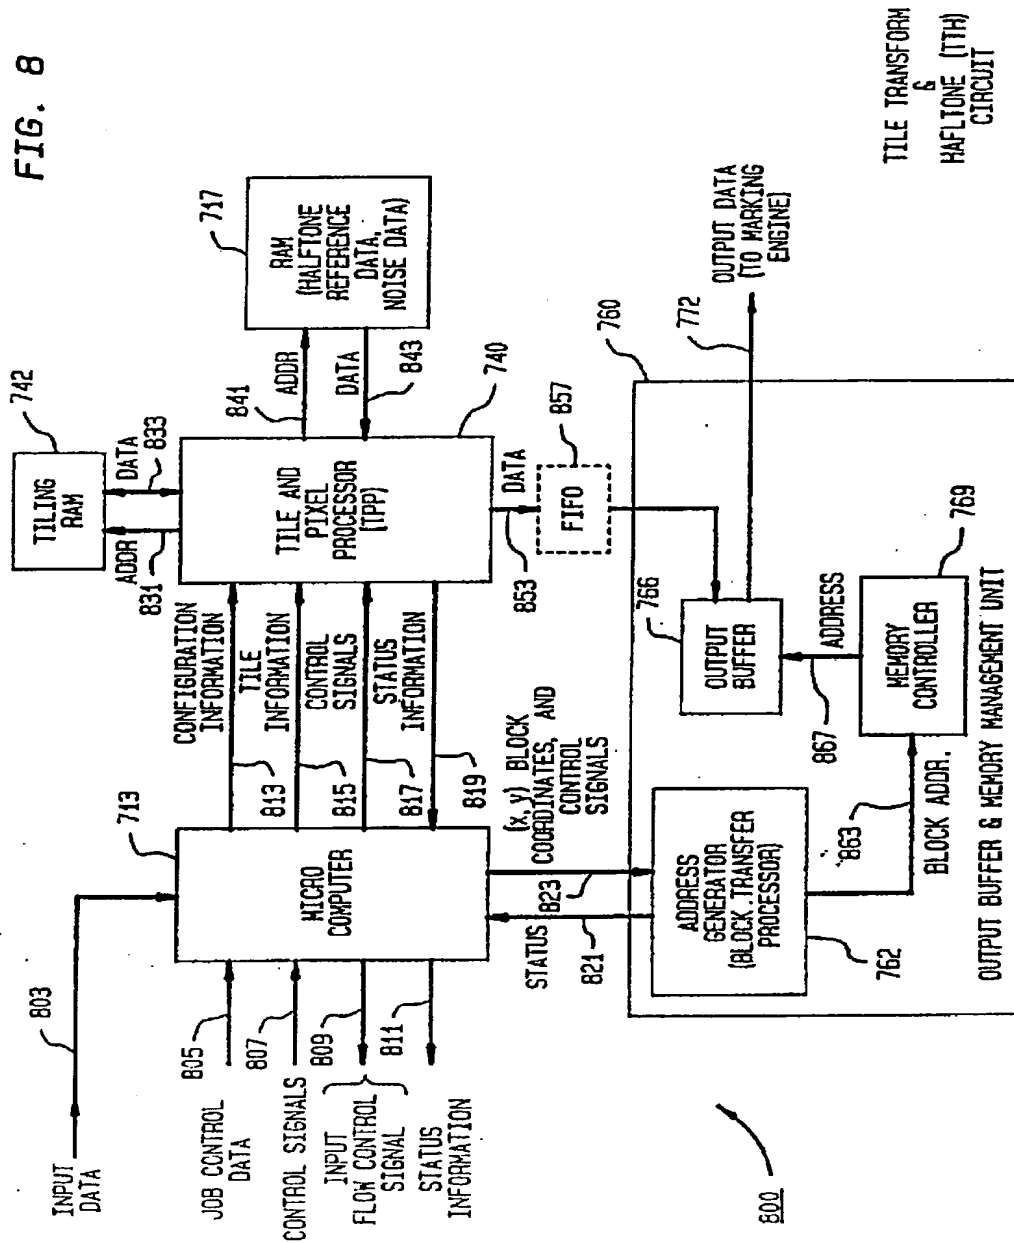 FIG. 8
INPUT
DATA
803
JOB CONTROL
DATA
805
CONTROL SIGNALS
807
INPUT
FLOW CONTROL
SIGNAL
809
STATUS
INFORMATION
811
713
MICRO
COMPUTER
CONFIGURATION
INFORMATION
813
TILE
INFORMATION
815
CONTROL
SIGNALS
817
STATUS
INFORMATION
819
742
TILING
RAM
ADDR
831
DATA
833
TILE AND
PIXEL
PROCESSOR
(TPP)
740
841
ADDR
DATA
843
717
RAM
(HALFTONE
REFERENCE
DATA,
NOISE DATA)
853
DATA
857
FIFO
STATUS
821
823
(x,y) BLOCK
COORDINATES, AND
CONTROL
SIGNALS
760
ADDRESS
GENERATOR
(BLOCK.TRANSFER
PROCESSOR)
762
863
BLOCK ADDR.
766
OUTPUT
BUFFER
867
ADDRESS
MEMORY
CONTROLLER
769
772
OUTPUT DATA
(TO MARKING
ENGINE)
OUTPUT BUFFER & MEMORY MANAGEMENT UNIT
800
TILE TRANSFORM
&
HAFLTONE (TTH)
CIRCUIT